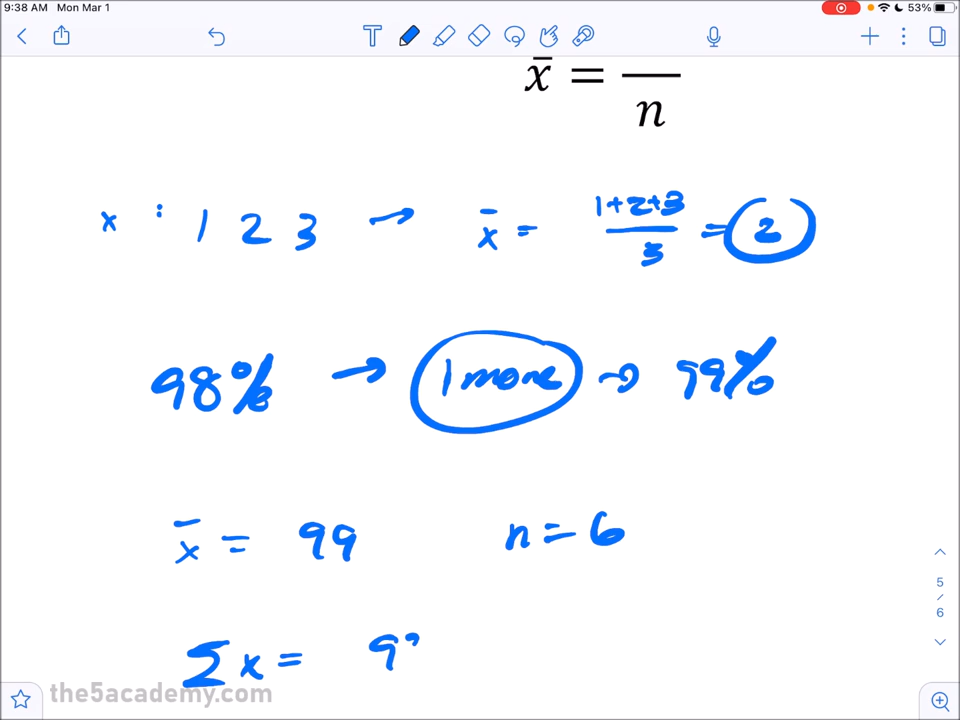 9:38 AM Mon Mar 1 53%
x̄ = —
n
x : 1 2 3 → x̄ = 1+2+3 / 3 = 2
98% → 1 more → 99%
x̄ = 99 n = 6
Σx = 9
5
/
6
the5academy.com